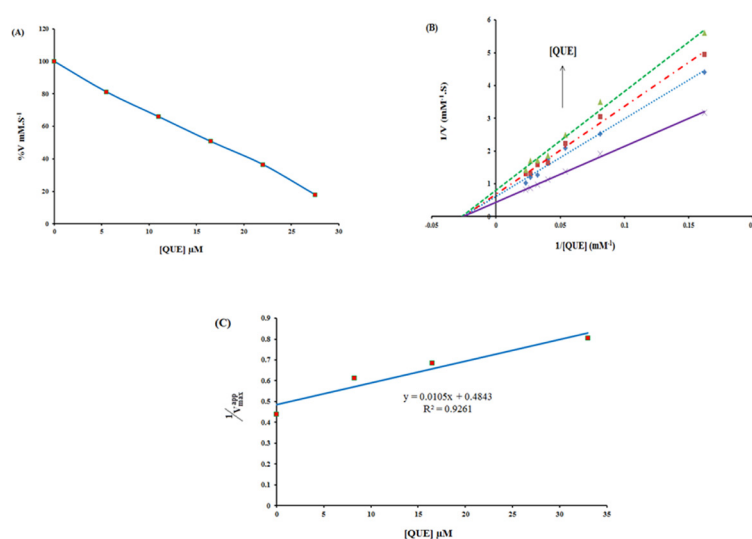 (A)
120
100
80
60
40
20
0
0 5 10 15 20 25 30
%V mM.S⁻¹
[QUE] µM
(B)
[QUE]
6
5
4
3
2
1
0
-0.05 0 0.05 0.1 0.15
1/V (mM⁻¹.S)
1/[QUE] (mM⁻¹)
(C)
0.9
0.8
0.7
0.6
0.5
0.4
0.3
0.2
0.1
0
0 5 10 15 20 25 30 35
1/Vmax^app
y = 0.0105x + 0.4843
R² = 0.9261
[QUE] µM